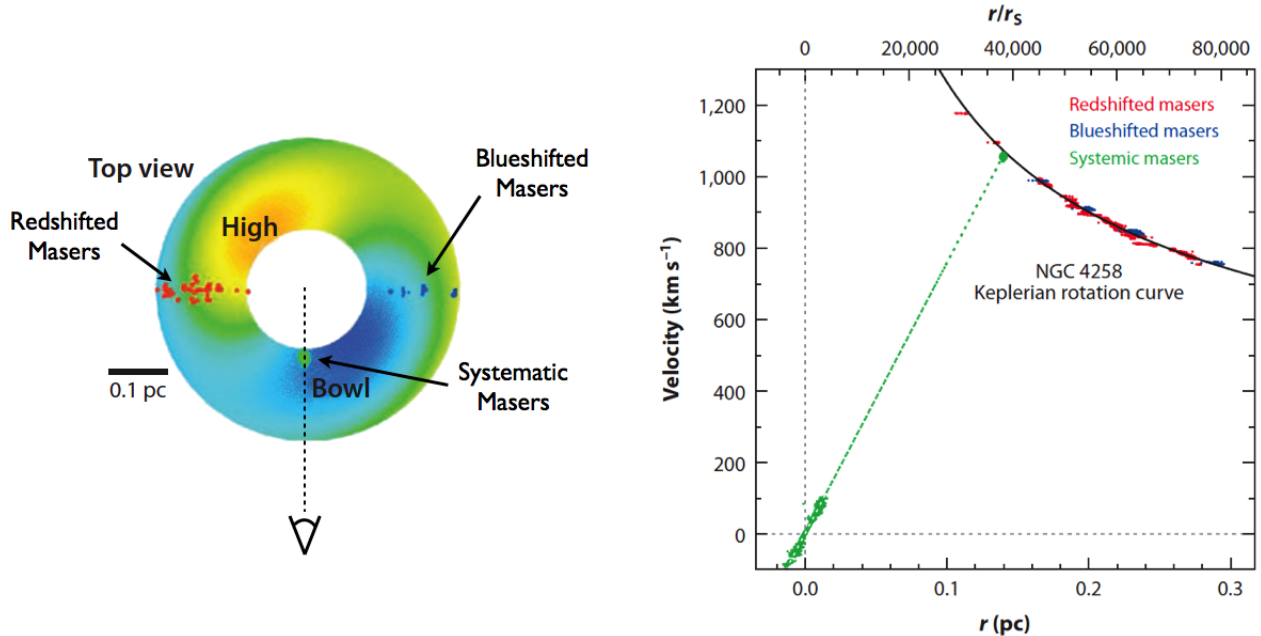 Top view
Redshifted
Masers
High
Blueshifted
Masers
0.1 pc
Bowl
Systematic
Masers
r/rS
0 20,000 40,000 60,000 80,000
Velocity (km s−1)
1,200
1,000
800
600
400
200
0
Redshifted masers
Blueshifted masers
Systemic masers
NGC 4258
Keplerian rotation curve
0.0 0.1 0.2 0.3
r (pc)